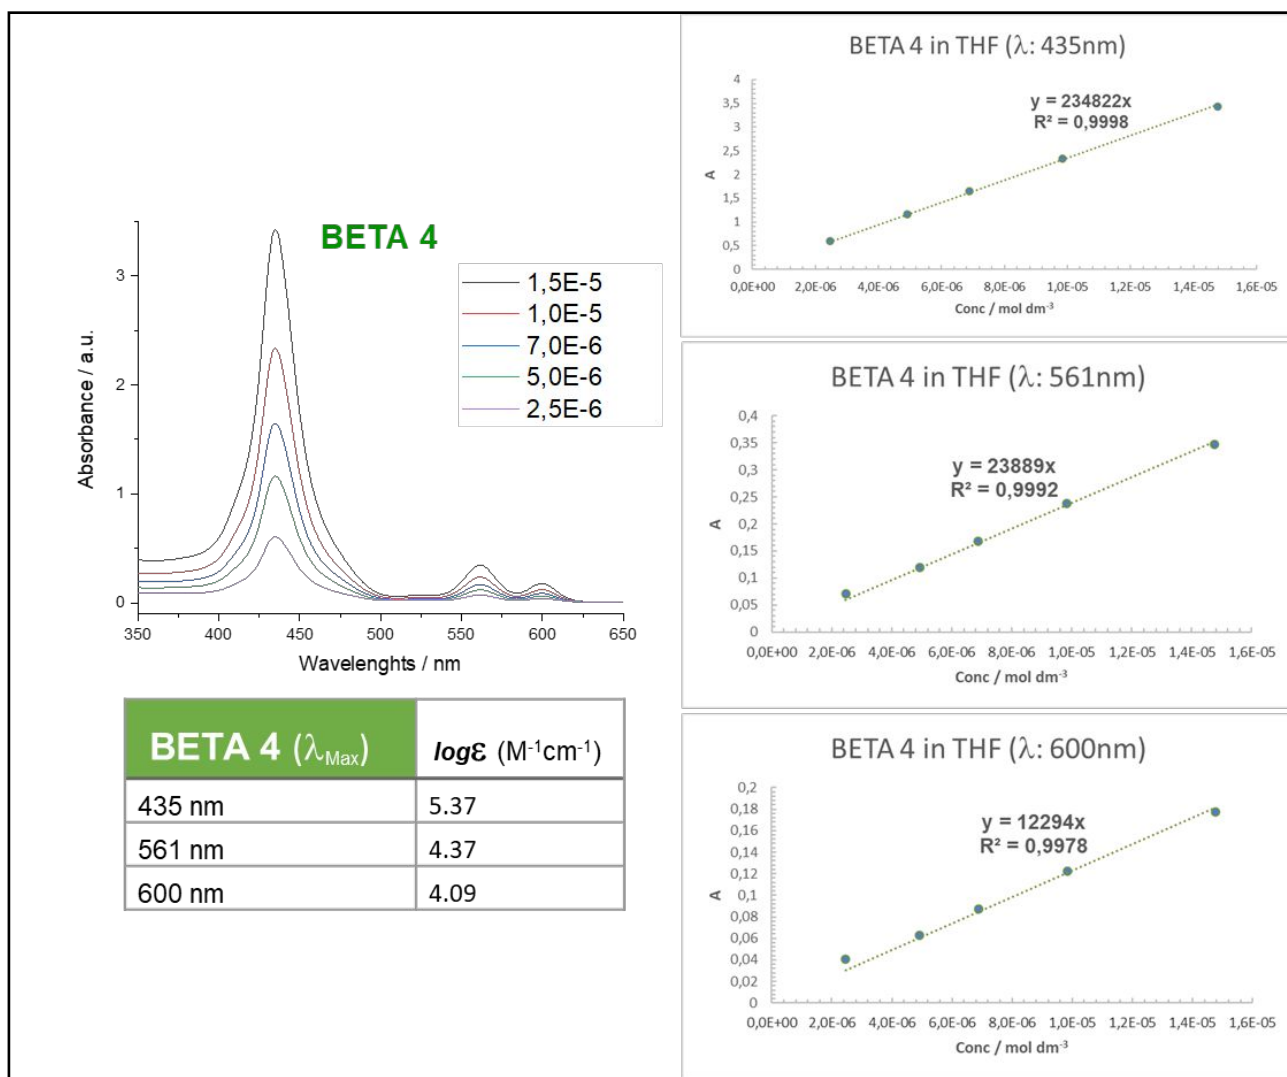 BETA 4
1,5E-5
1,0E-5
7,0E-6
5,0E-6
2,5E-6
Absorbance / a.u.
3
2
1
0
350 400 450 500 550 600 650
Wavelenghts / nm
BETA 4 (λMax) logε (M-1cm-1)
435 nm 5.37
561 nm 4.37
600 nm 4.09
BETA 4 in THF (λ: 435nm)
y = 234822x
R² = 0,9998
A
4
3,5
3
2,5
2
1,5
1
0,5
0
0,0E+00 2,0E-06 4,0E-06 6,0E-06 8,0E-06 1,0E-05 1,2E-05 1,4E-05 1,6E-05
Conc / mol dm-3
BETA 4 in THF (λ: 561nm)
y = 23889x
R² = 0,9992
A
0,4
0,35
0,3
0,25
0,2
0,15
0,1
0,05
0
0,0E+00 2,0E-06 4,0E-06 6,0E-06 8,0E-06 1,0E-05 1,2E-05 1,4E-05 1,6E-05
Conc / mol dm-3
BETA 4 in THF (λ: 600nm)
y = 12294x
R² = 0,9978
A
0,2
0,18
0,16
0,14
0,12
0,1
0,08
0,06
0,04
0,02
0
0,0E+00 2,0E-06 4,0E-06 6,0E-06 8,0E-06 1,0E-05 1,2E-05 1,4E-05 1,6E-05
Conc / mol dm-3